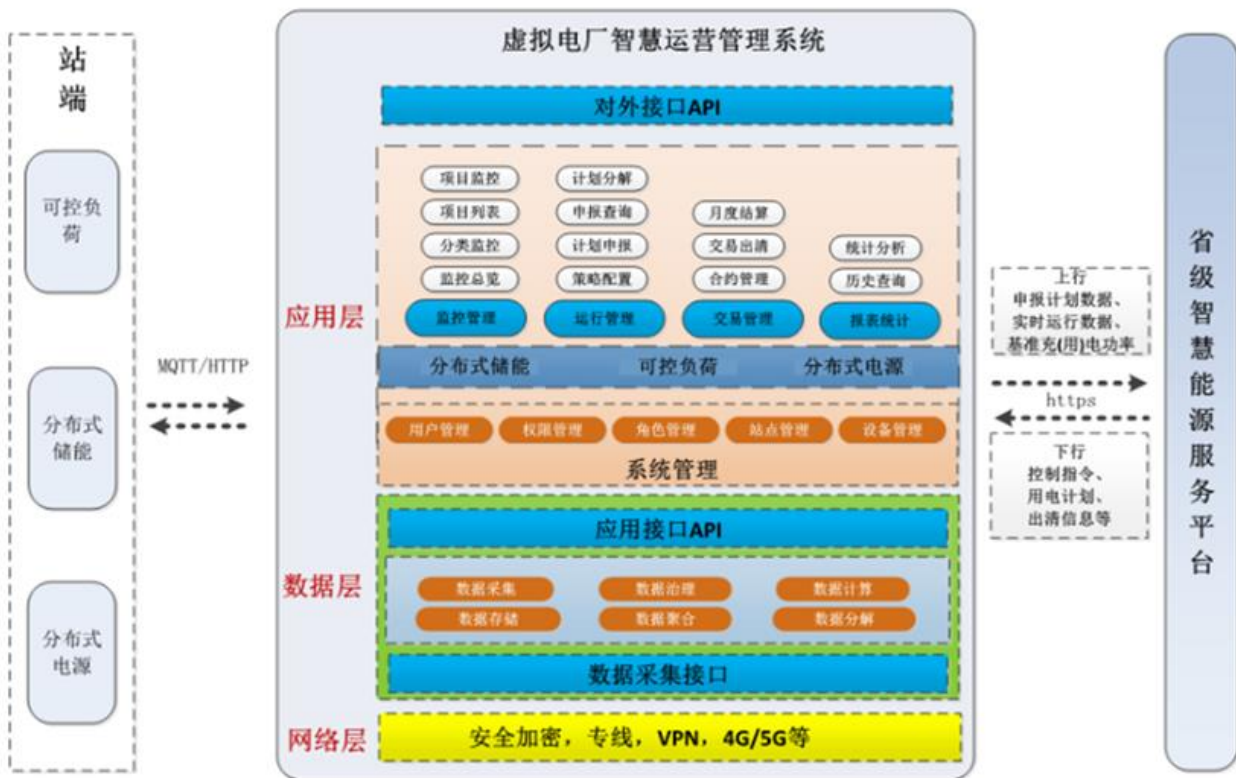 站
端
可控负
荷
分布式
储能
分布式
电源
MQTT/HTTP
虚拟电厂智慧运营管理系统
对外接口API
应用层
项目监控
项目列表
分类监控
监控总览
监控管理
计划分解
申报查询
计划申报
策略配置
运行管理
月度结算
交易出清
合约管理
交易管理
统计分析
历史查询
报表统计
分布式储能
可控负荷
分布式电源
用户管理
权限管理
角色管理
站点管理
设备管理
系统管理
数据层
应用接口API
数据采集
数据治理
数据计算
数据存储
数据聚合
数据分解
数据采集接口
网络层
安全加密，专线，VPN，4G/5G等
上行
申报计划数据、
实时运行数据、
基准充(用)电功率
https
下行
控制指令、
用电计划、
出清信息等
省
级
智
慧
能
源
服
务
平
台